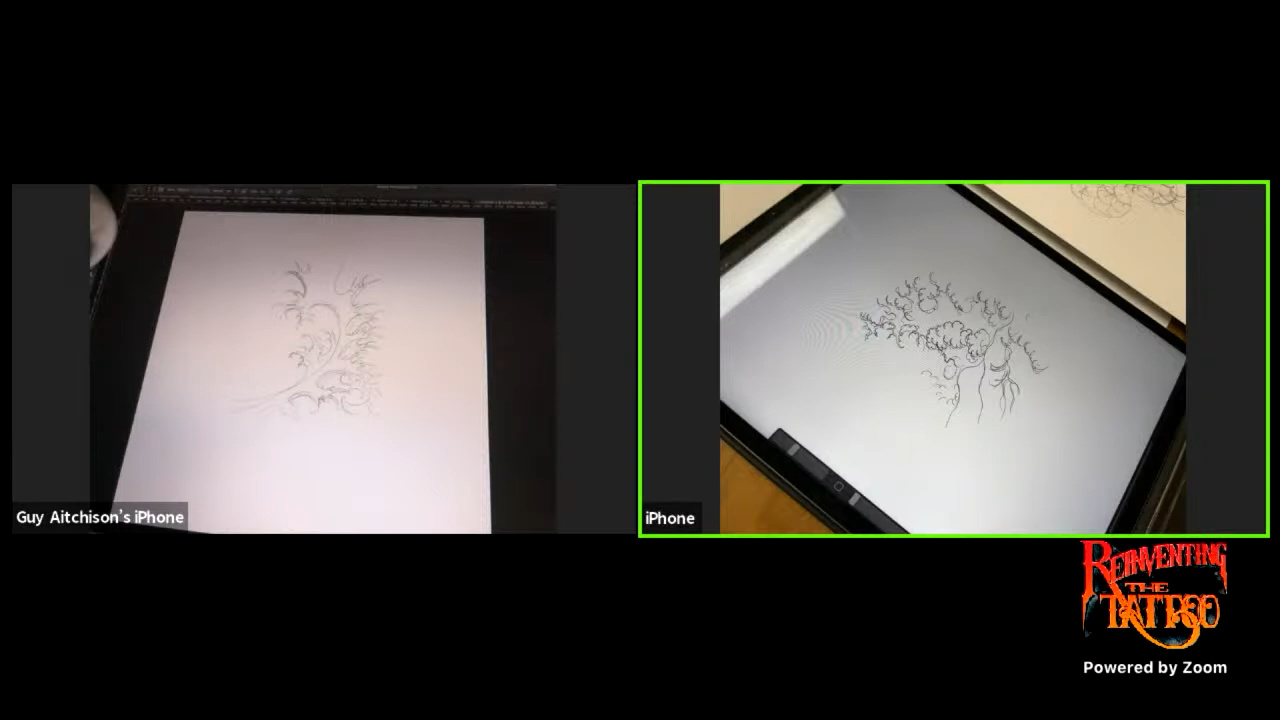 Guy Aitchison's iPhone
iPhone
REINVENTING
THE
TATTOO
Powered by Zoom